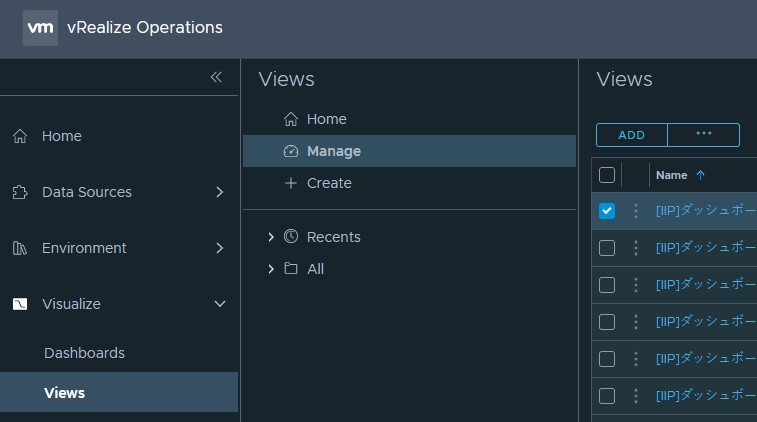 vm vRealize Operations
Home
Data Sources
Environment
Visualize
Dashboards
Views
Views
Home
Manage
Create
Recents
All
Views
ADD ...
Name
[IIP]ダッシュボー
[IIP]ダッシュボー
[IIP]ダッシュボー
[IIP]ダッシュボー
[IIP]ダッシュボー
[IIP]ダッシュボー